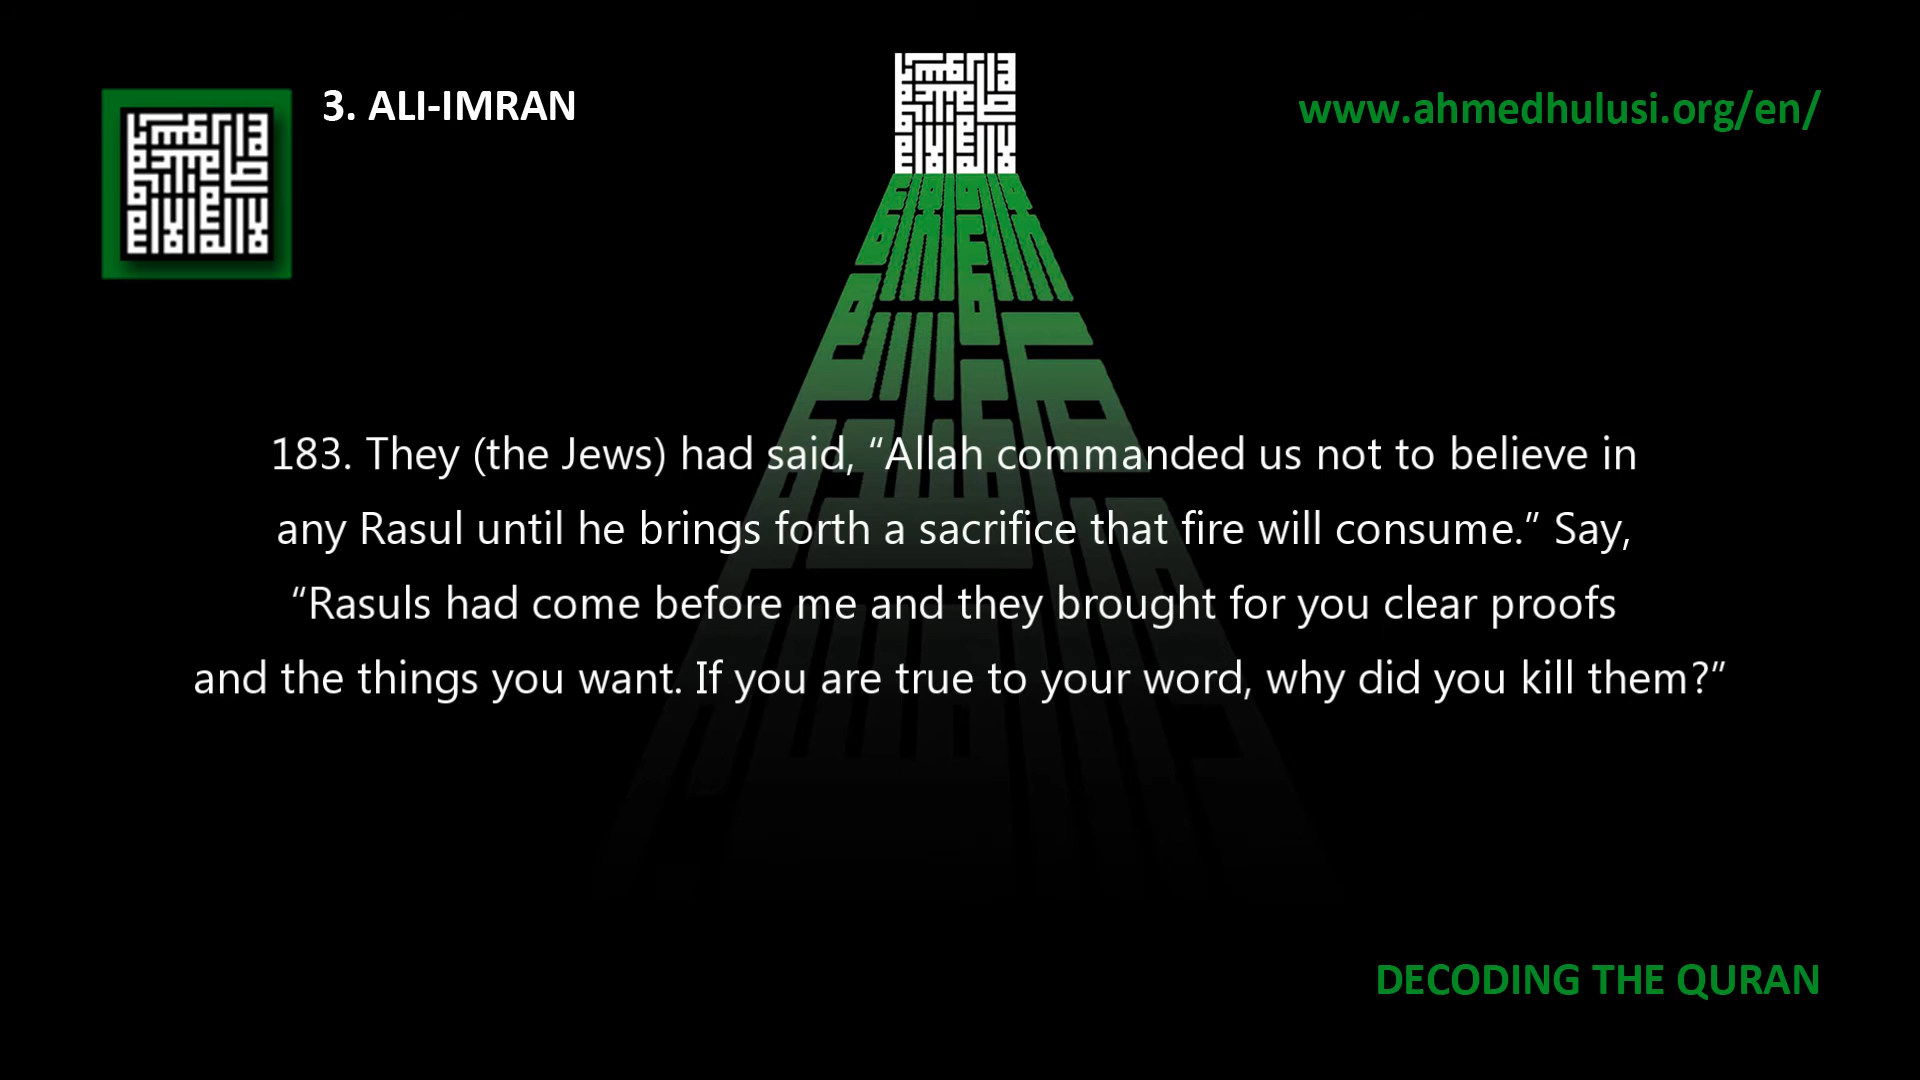 3. ALI-IMRAN
www.ahmedhulusi.org/en/
183. They (the Jews) had said, “Allah commanded us not to believe in
any Rasul until he brings forth a sacrifice that fire will consume.” Say,
“Rasuls had come before me and they brought for you clear proofs
and the things you want. If you are true to your word, why did you kill them?”
DECODING THE QURAN